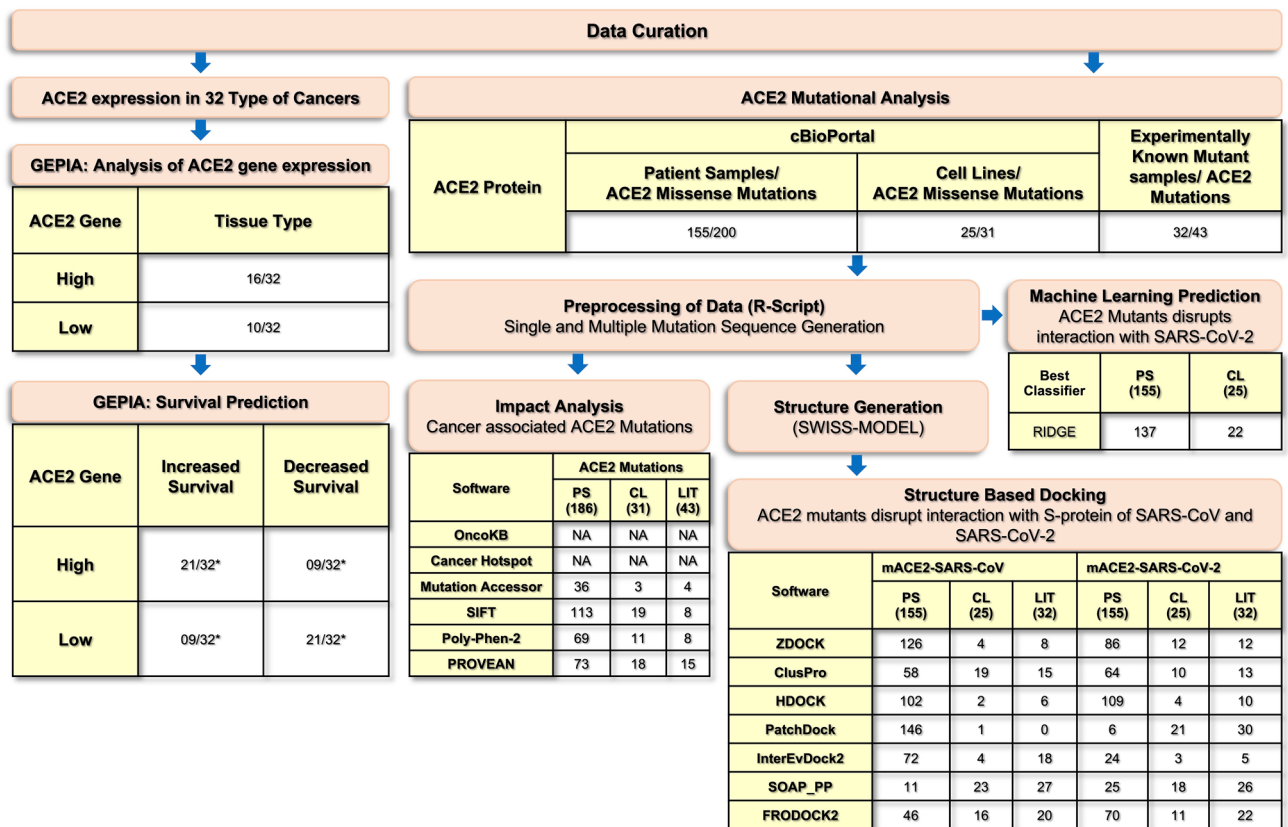 Data Curation
ACE2 expression in 32 Type of Cancers
GEPIA: Analysis of ACE2 gene expression
ACE2 Gene Tissue Type
High 16/32
Low 10/32
GEPIA: Survival Prediction
ACE2 Gene Increased Survival Decreased Survival
High 21/32* 09/32*
Low 09/32* 21/32*
ACE2 Mutational Analysis
ACE2 Protein
cBioPortal
Patient Samples/
ACE2 Missense Mutations
Cell Lines/
ACE2 Missense Mutations
Experimentally
Known Mutant
samples/ ACE2
Mutations
155/200 25/31 32/43
Preprocessing of Data (R-Script)
Single and Multiple Mutation Sequence Generation
Machine Learning Prediction
ACE2 Mutants disrupts
interaction with SARS-CoV-2
Best Classifier PS (155) CL (25)
RIDGE 137 22
Impact Analysis
Cancer associated ACE2 Mutations
Software
ACE2 Mutations
PS (186) CL (31) LIT (43)
OncoKB NA NA NA
Cancer Hotspot NA NA NA
Mutation Accessor 36 3 4
SIFT 113 19 8
Poly-Phen-2 69 11 8
PROVEAN 73 18 15
Structure Generation
(SWISS-MODEL)
Structure Based Docking
ACE2 mutants disrupt interaction with S-protein of SARS-CoV and
SARS-CoV-2
Software
mACE2-SARS-CoV mACE2-SARS-CoV-2
PS (155) CL (25) LIT (32) PS (155) CL (25) LIT (32)
ZDOCK 126 4 8 86 12 12
ClusPro 58 19 15 64 10 13
HDOCK 102 2 6 109 4 10
PatchDock 146 1 0 6 21 30
InterEvDock2 72 4 18 24 3 5
SOAP_PP 11 23 27 25 18 26
FRODOCK2 46 16 20 70 11 22